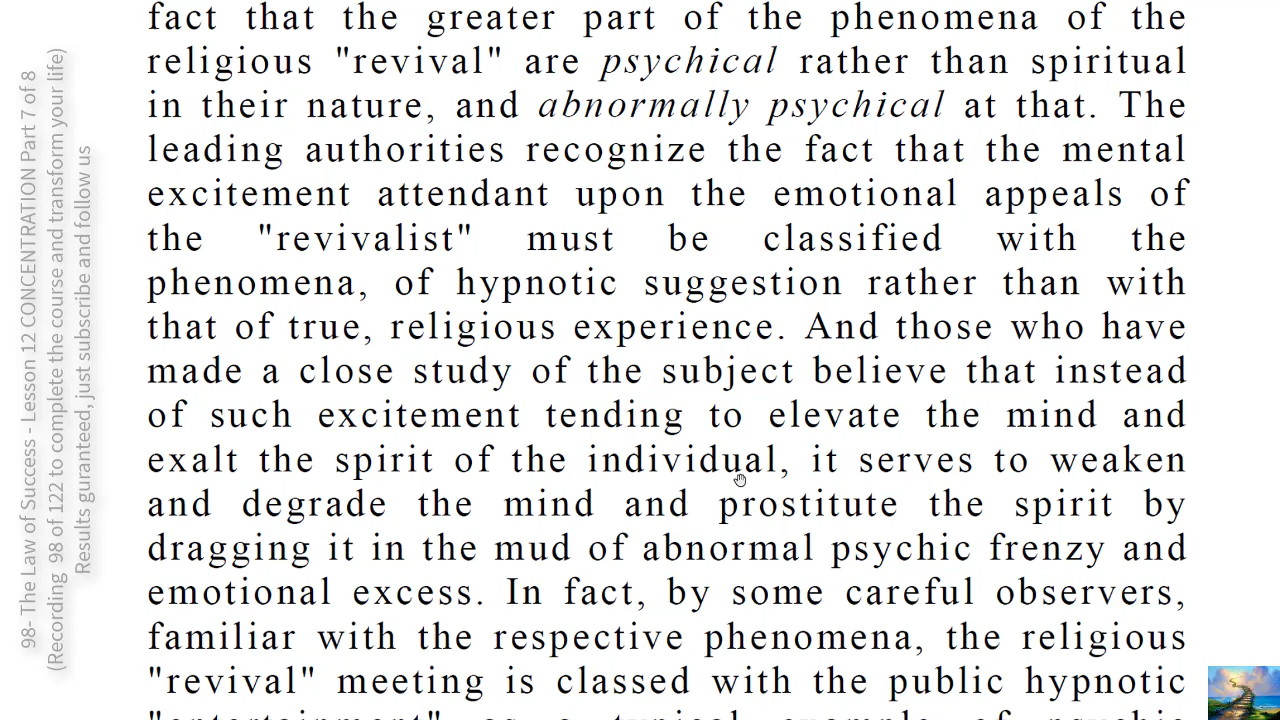 fact that the greater part of the phenomena of the
religious "revival" are psychical rather than spiritual
in their nature, and abnormally psychical at that. The
leading authorities recognize the fact that the mental
excitement attendant upon the emotional appeals of
the "revivalist" must be classified with the
phenomena, of hypnotic suggestion rather than with
that of true, religious experience. And those who have
made a close study of the subject believe that instead
of such excitement tending to elevate the mind and
exalt the spirit of the individual, it serves to weaken
and degrade the mind and prostitute the spirit by
dragging it in the mud of abnormal psychic frenzy and
emotional excess. In fact, by some careful observers,
familiar with the respective phenomena, the religious
"revival" meeting is classed with the public hypnotic
"entertainment" as a typical example of psychic
98- The Law of Success - Lesson 12 CONCENTRATION Part 7 of 8
(Recording 98 of 122 to complete the course and transform your life)
Results guranteed, just subscribe and follow us